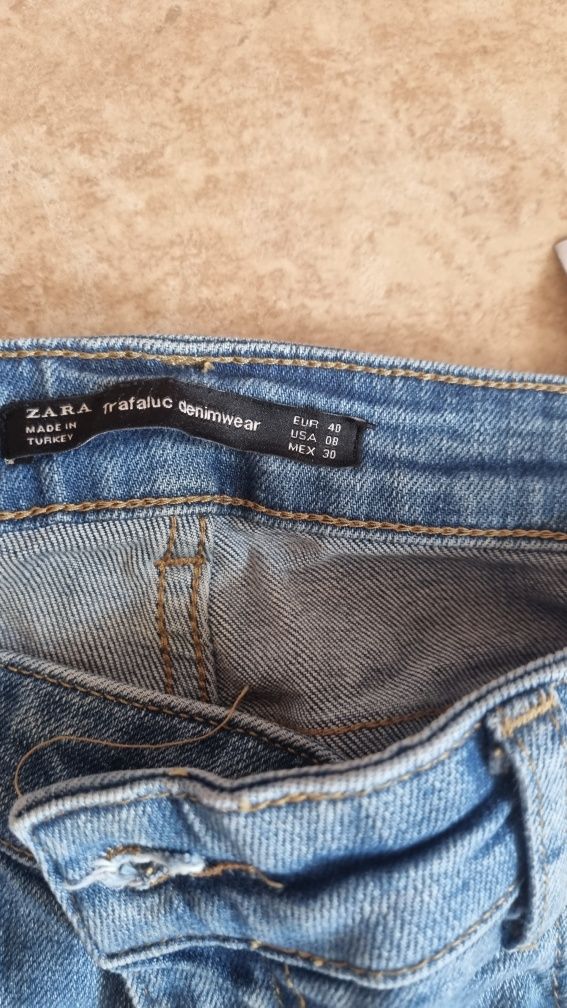 ZARA Trafaluc denimwear
MADE IN
TURKEY
EUR 40
USA 08
MEX 30